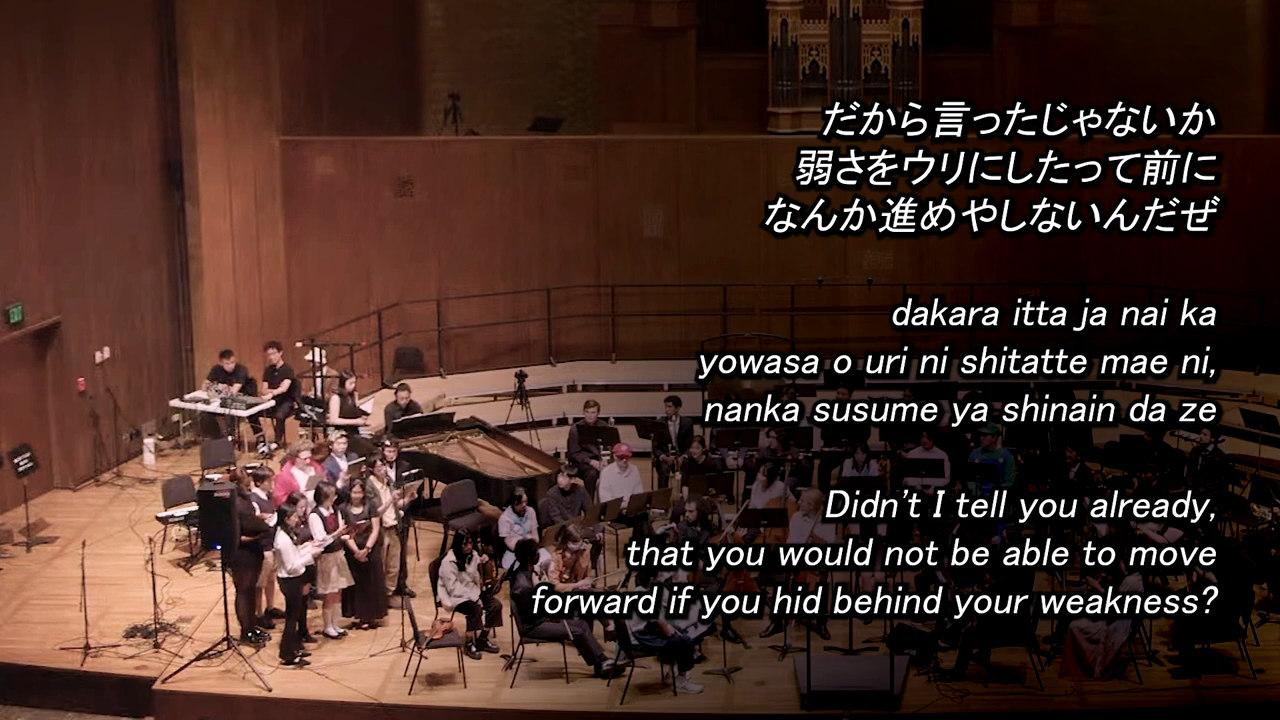 だから言ったじゃないか
弱さをウリにしたって前に
なんか進めやしないんだぜ
dakara itta ja nai ka
yowasa o uri ni shitatte mae ni,
nanka susume ya shinain da ze
Didn't I tell you already,
that you would not be able to move
forward if you hid behind your weakness?